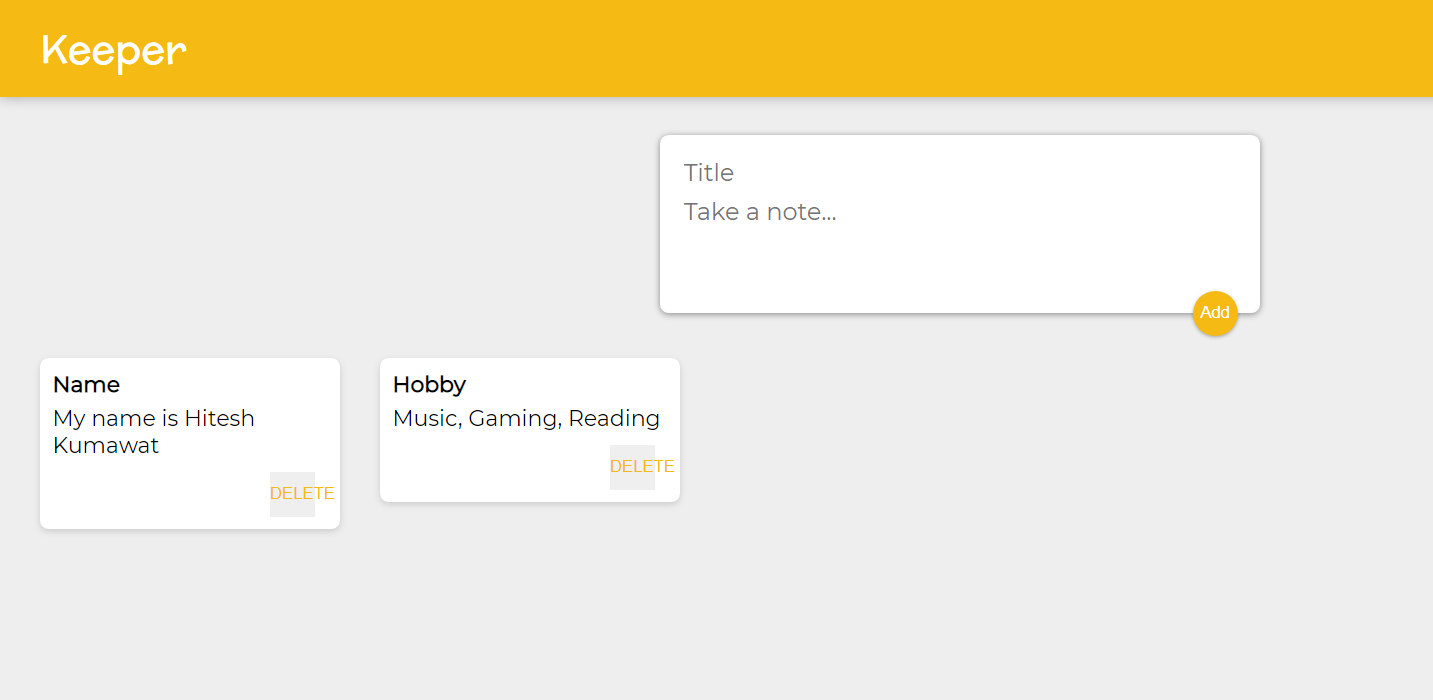 Keeper
Title
Take a note...
Add
Name
My name is Hitesh
Kumawat
DELETE
Hobby
Music, Gaming, Reading
DELETE